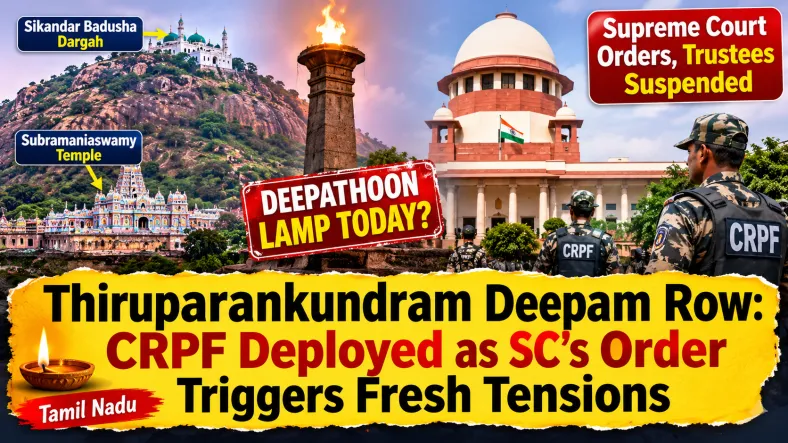 Sikandar Badusha
Dargah
Supreme Court
Orders, Trustees
Suspended
Subramaniaswamy
Temple
DEEPATHOON
LAMP TODAY?
CRPF
CRPF
Thiruparankundram Deepam Row:
CRPF Deployed as SC's Order
Triggers Fresh Tensions
Tamil Nadu